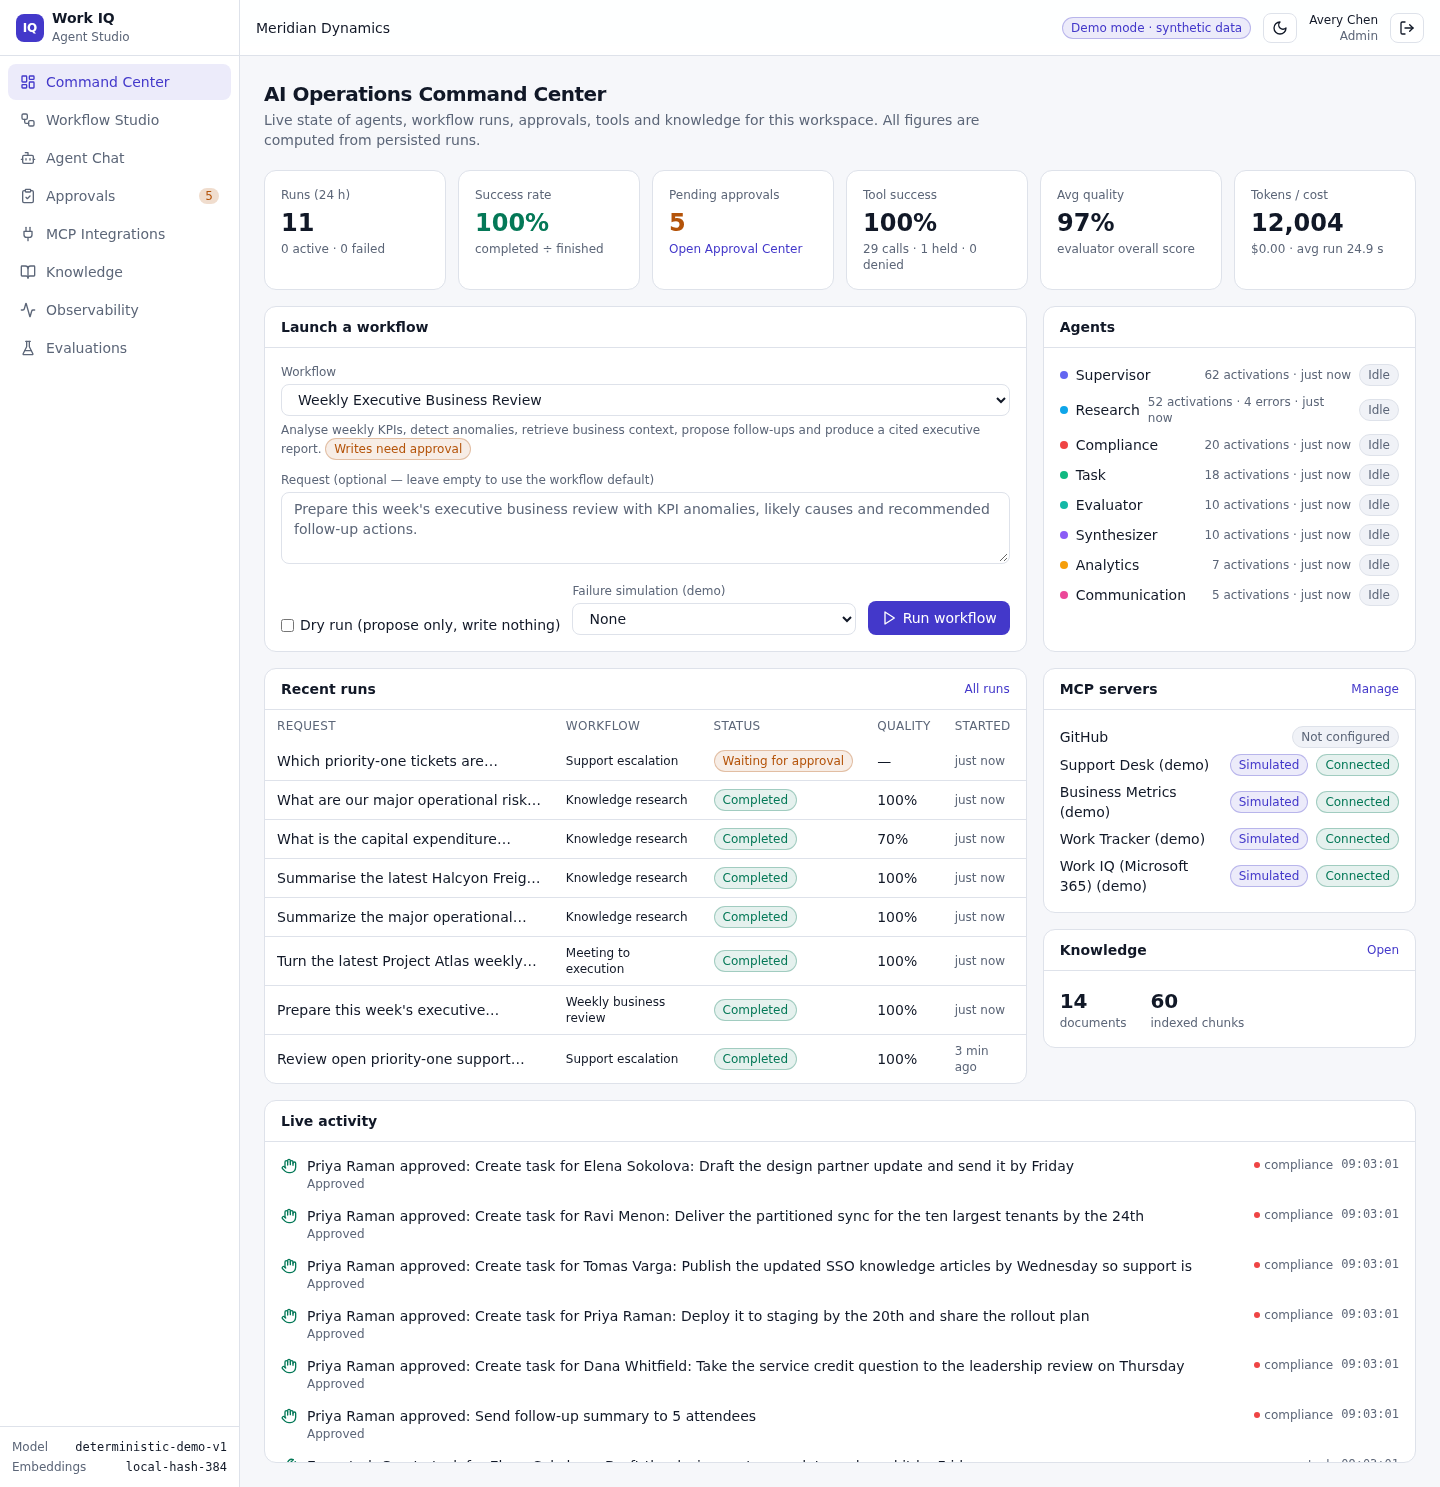 IQ
Work IQ
Agent Studio
Meridian Dynamics
Demo mode · synthetic data
Avery Chen
Admin
Command Center
Workflow Studio
Agent Chat
Approvals
5
MCP Integrations
Knowledge
Observability
Evaluations
Model
deterministic-demo-v1
Embeddings
local-hash-384
AI Operations Command Center
Live state of agents, workflow runs, approvals, tools and knowledge for this workspace. All figures are
computed from persisted runs.
Runs (24 h)
11
0 active · 0 failed
Success rate
100%
completed ÷ finished
Pending approvals
5
Open Approval Center
Tool success
100%
29 calls · 1 held · 0
denied
Avg quality
97%
evaluator overall score
Tokens / cost
12,004
$0.00 · avg run 24.9 s
Launch a workflow
Workflow
Weekly Executive Business Review
Analyse weekly KPIs, detect anomalies, retrieve business context, propose follow-ups and produce a cited executive
report. Writes need approval
Request (optional — leave empty to use the workflow default)
Prepare this week's executive business review with KPI anomalies, likely causes and recommended
follow-up actions.
Dry run (propose only, write nothing)
Failure simulation (demo)
None
Run workflow
Agents
Supervisor 62 activations · just now Idle
Research 52 activations · 4 errors · just
now Idle
Compliance 20 activations · just now Idle
Task 18 activations · just now Idle
Evaluator 10 activations · just now Idle
Synthesizer 10 activations · just now Idle
Analytics 7 activations · just now Idle
Communication 5 activations · just now Idle
Recent runs
All runs
REQUEST WORKFLOW STATUS QUALITY STARTED
Which priority-one tickets are… Support escalation Waiting for approval — just now
What are our major operational risk… Knowledge research Completed 100% just now
What is the capital expenditure… Knowledge research Completed 70% just now
Summarise the latest Halcyon Freig… Knowledge research Completed 100% just now
Summarize the major operational… Knowledge research Completed 100% just now
Turn the latest Project Atlas weekly… Meeting to
execution Completed 100% just now
Prepare this week's executive… Weekly business
review Completed 100% just now
Review open priority-one support… Support escalation Completed 100% 3 min
ago
MCP servers
Manage
GitHub Not configured
Support Desk (demo) Simulated Connected
Business Metrics
(demo) Simulated Connected
Work Tracker (demo) Simulated Connected
Work IQ (Microsoft
365) (demo) Simulated Connected
Knowledge
Open
14
documents
60
indexed chunks
Live activity
Priya Raman approved: Create task for Elena Sokolova: Draft the design partner update and send it by Friday compliance 09:03:01
Approved
Priya Raman approved: Create task for Ravi Menon: Deliver the partitioned sync for the ten largest tenants by the 24th compliance 09:03:01
Approved
Priya Raman approved: Create task for Tomas Varga: Publish the updated SSO knowledge articles by Wednesday so support is compliance 09:03:01
Approved
Priya Raman approved: Create task for Priya Raman: Deploy it to staging by the 20th and share the rollout plan compliance 09:03:01
Approved
Priya Raman approved: Create task for Dana Whitfield: Take the service credit question to the leadership review on Thursday compliance 09:03:01
Approved
Priya Raman approved: Send follow-up summary to 5 attendees compliance 09:03:01
Approved